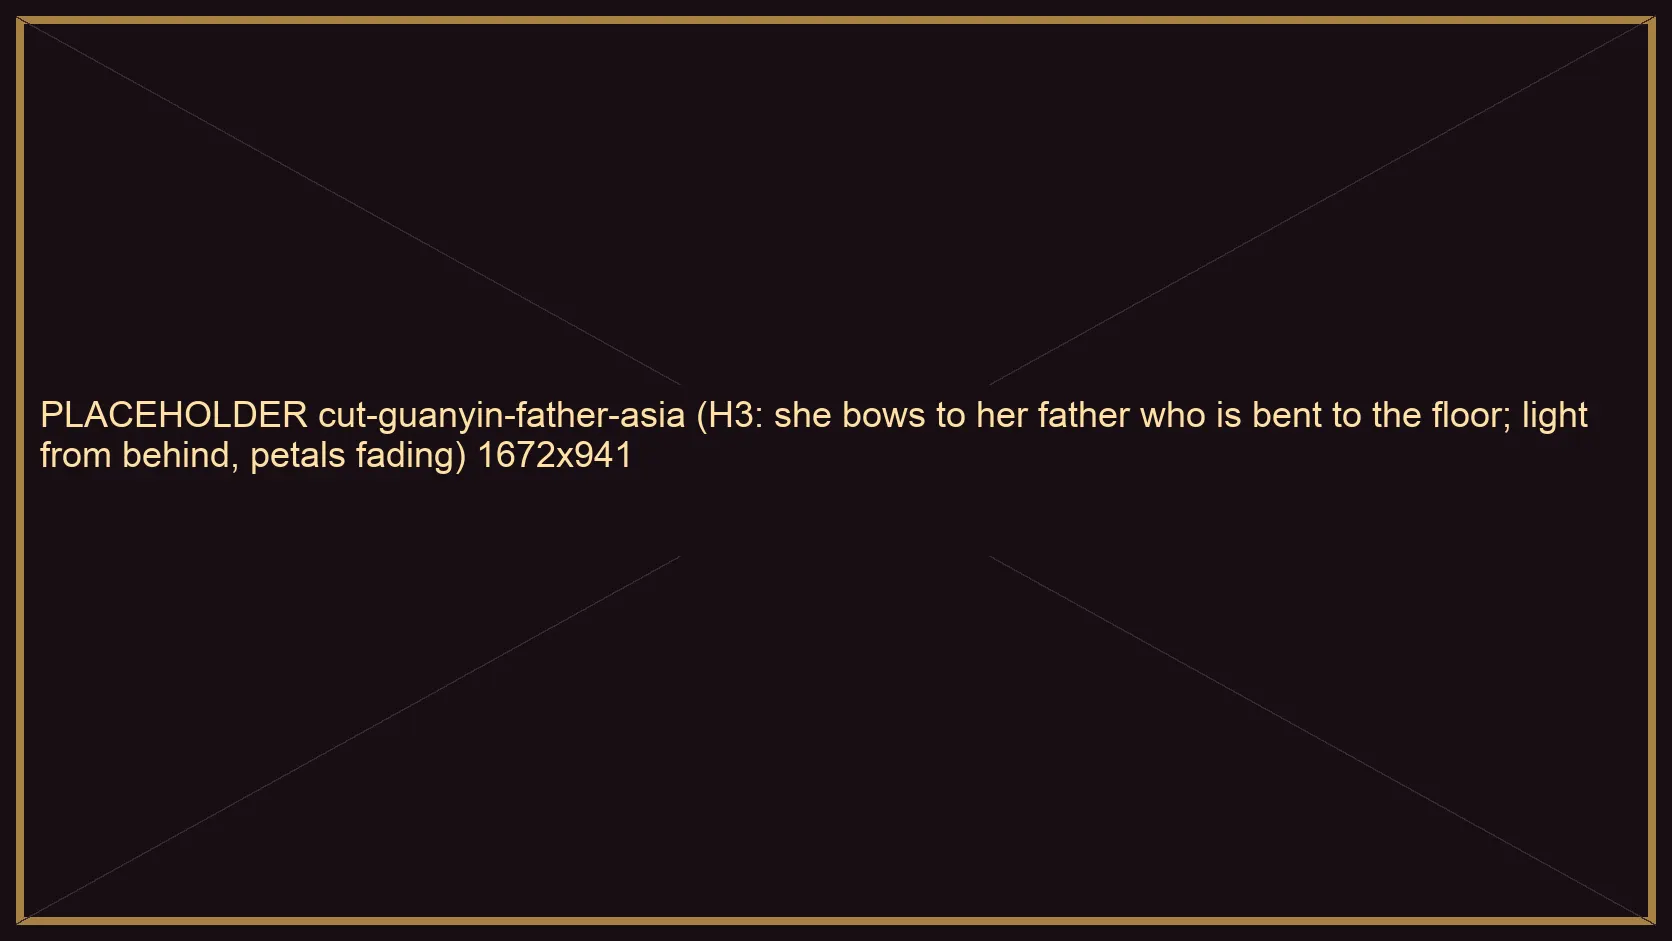 PLACEHOLDER cut-guanyin-father-asia (H3: she bows to her father who is bent to the floor; light
from behind, petals fading) 1672x941